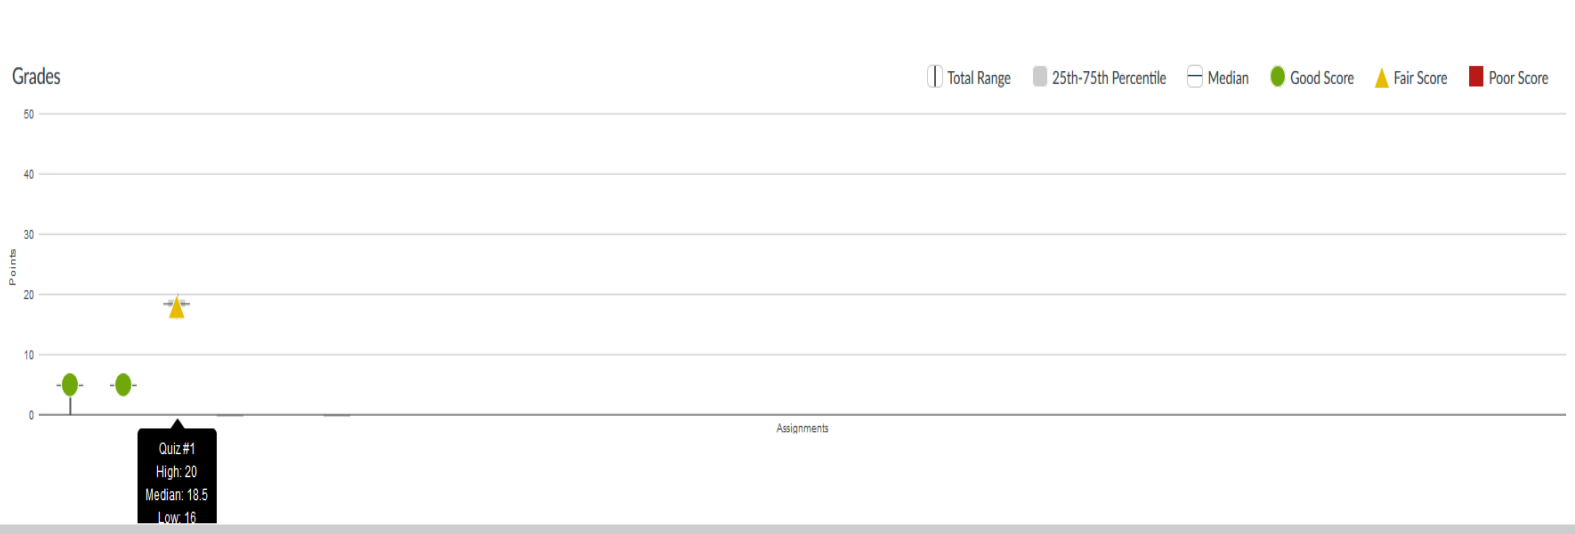 Grades
Total Range 25th-75th Percentile Median Good Score Fair Score Poor Score
50
40
30
20
10
0
Points
Assignments
Quiz #1
High: 20
Median: 18.5
Low: 16